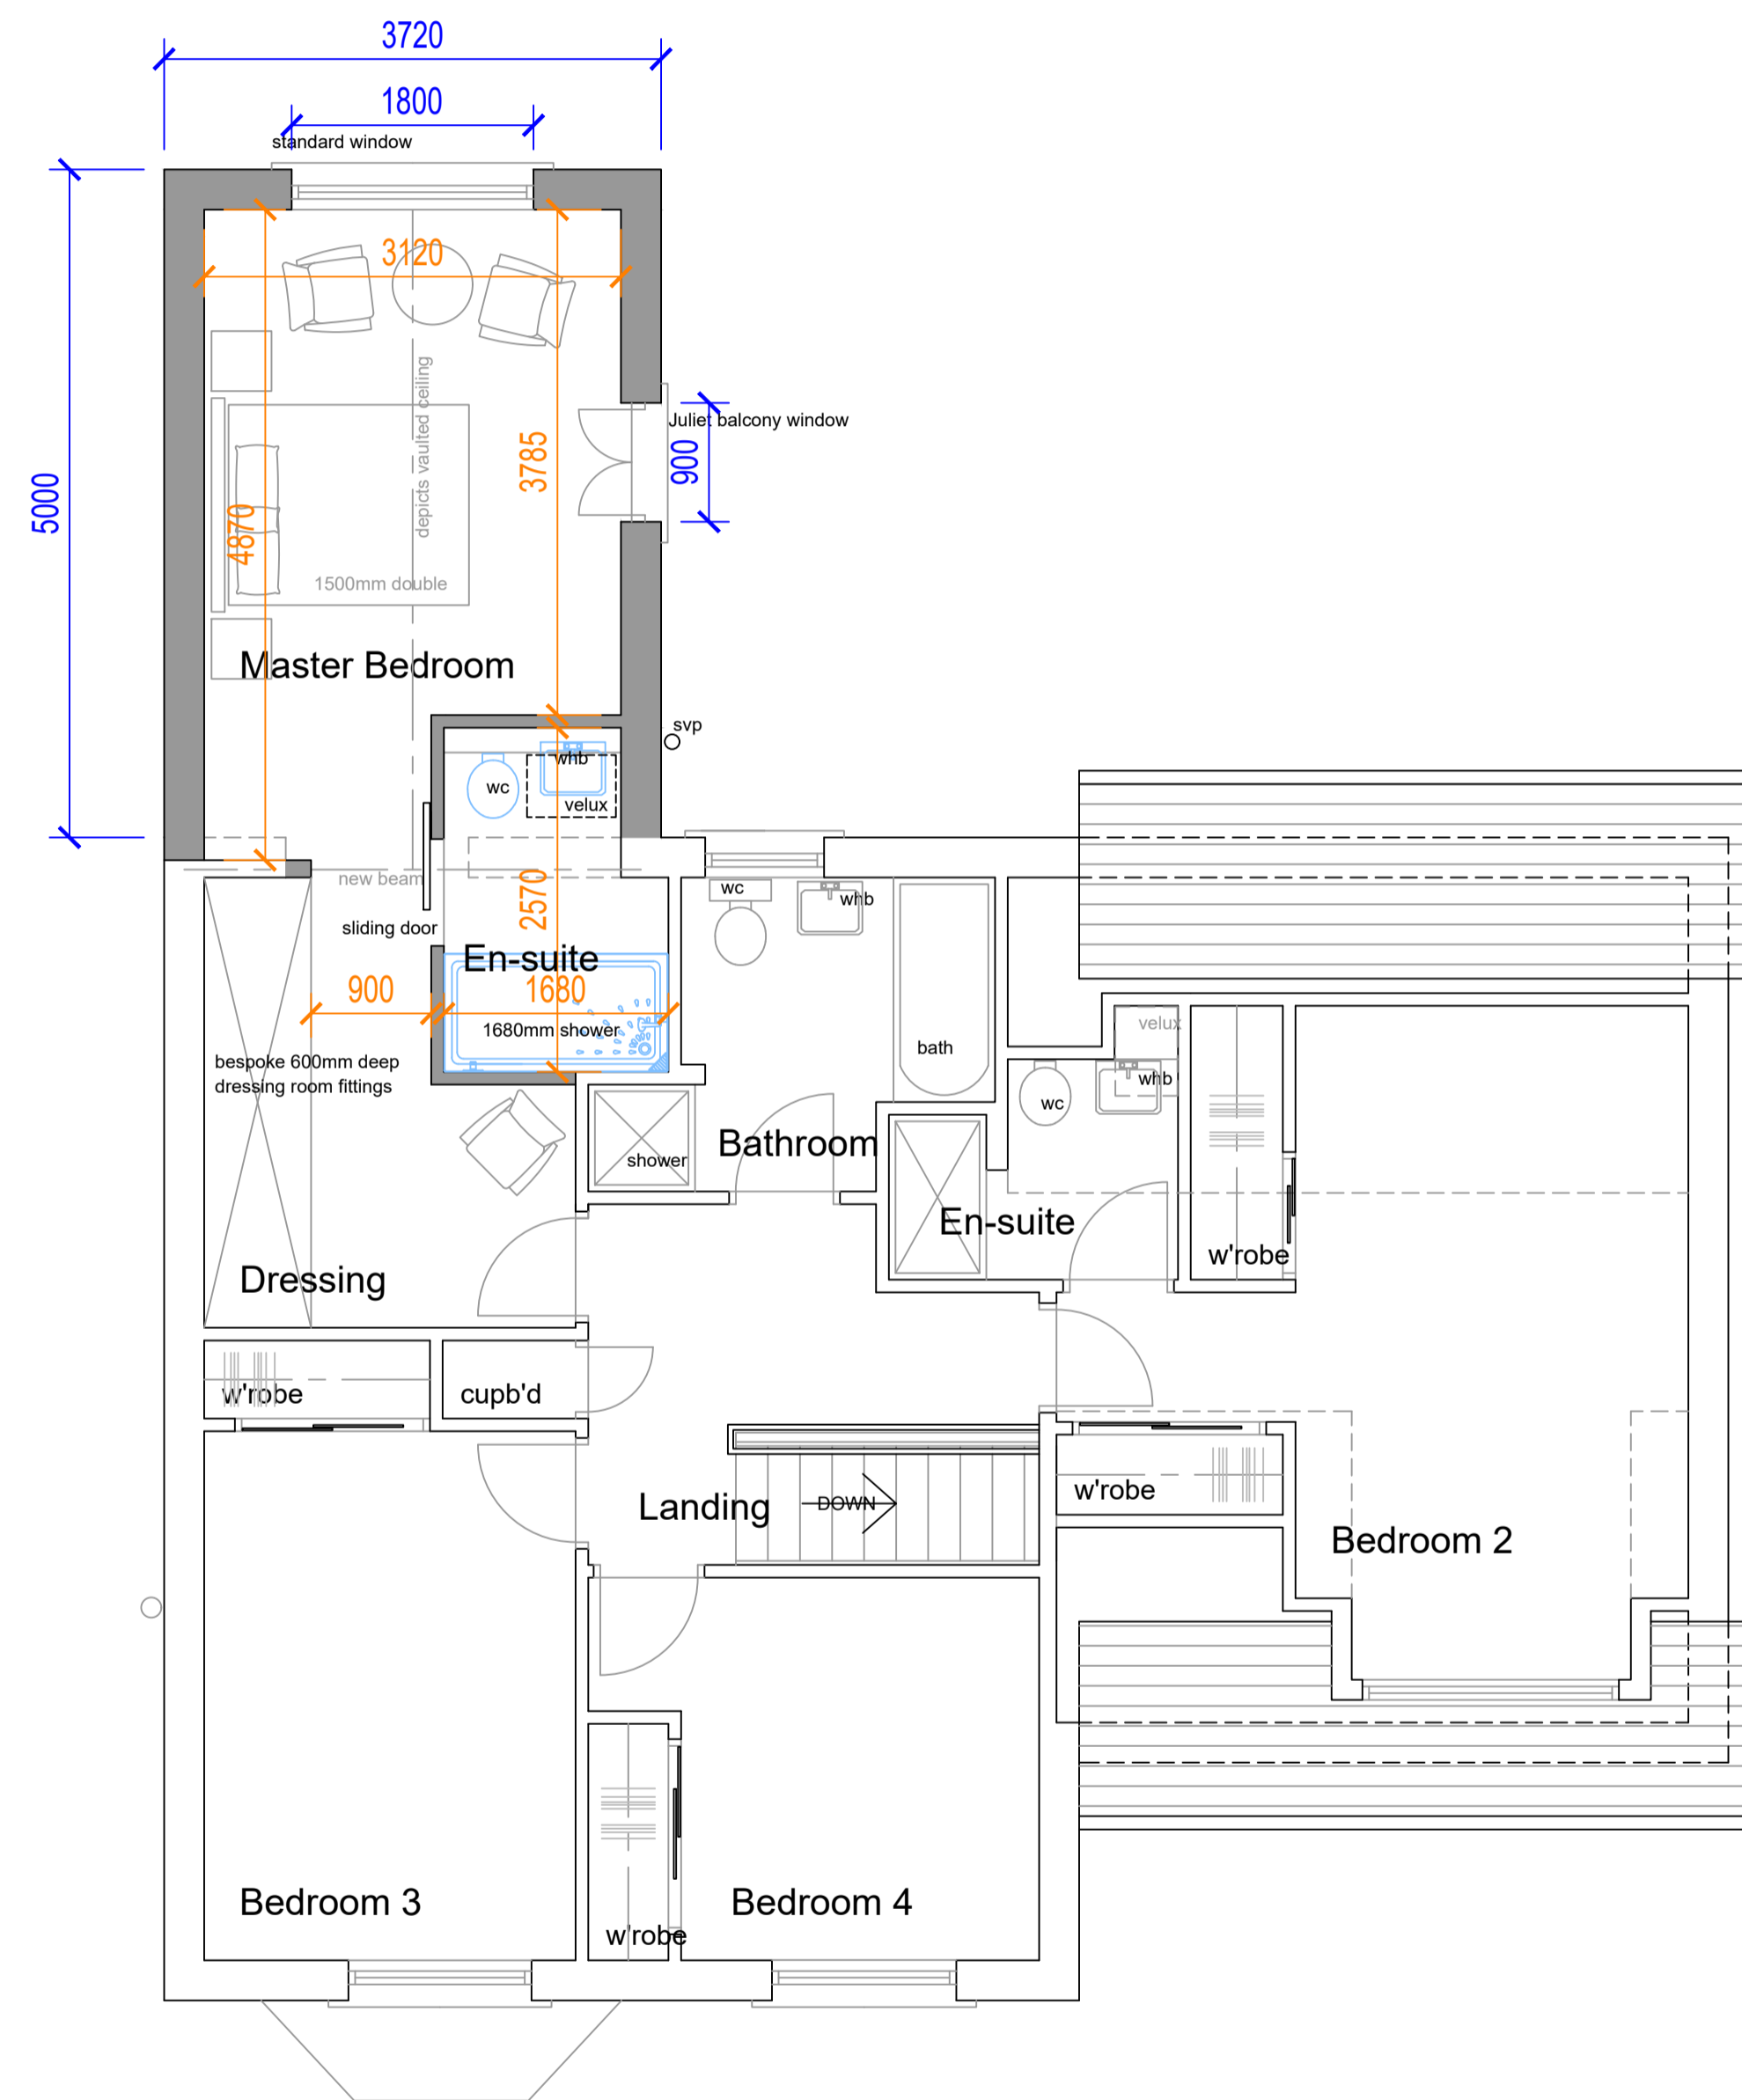 3720
1800
standard window
3120
depicts vaulted ceiling
Juliet balcony window
900
3785
5000
4870
1500mm double
Master Bedroom
svp
whb
wc
velux
new beam
2570
sliding door
wc
whb
En-suite
900
1680
1680mm shower
velux
bespoke 600mm deep
dressing room fittings
bath
whb
wc
Bathroom
shower
En-suite
w'robe
Dressing
w'robe
cupb'd
w'robe
Landing
DOWN
Bedroom 2
Bedroom 3
Bedroom 4
w'robe